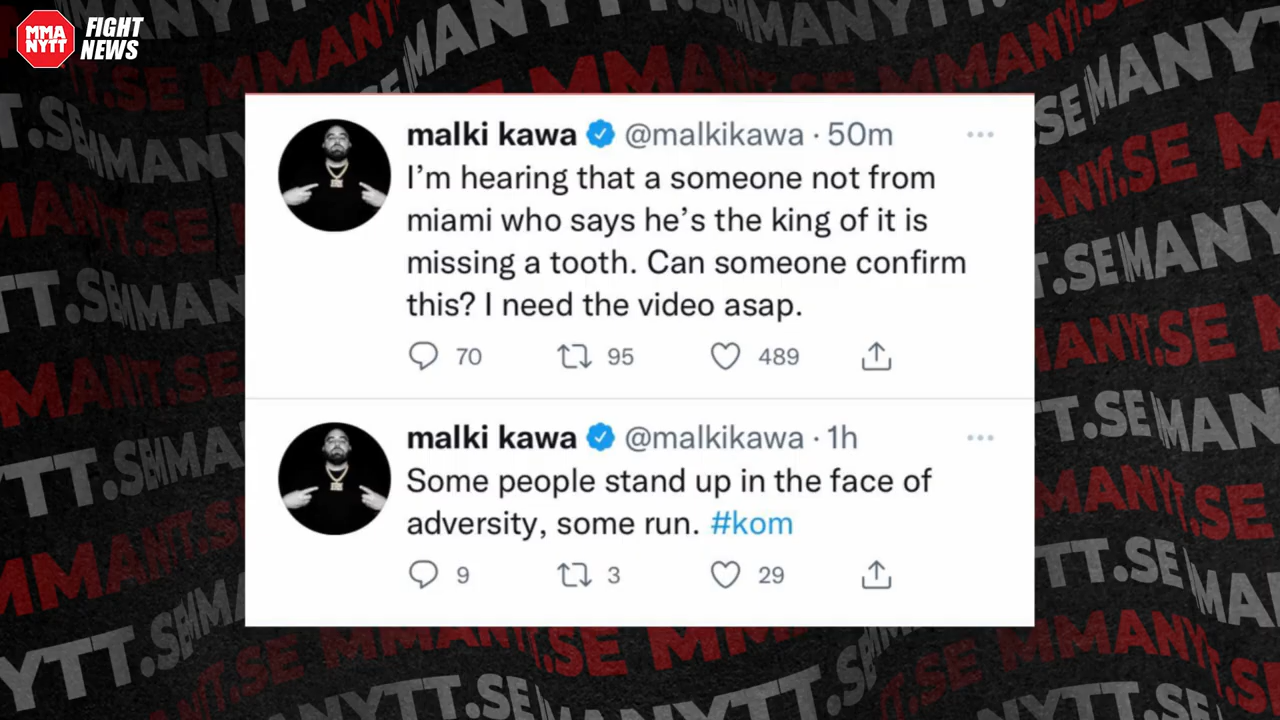 MMA
NYTT
FIGHT
NEWS
malki kawa @malkikawa · 50m
I’m hearing that a someone not from
miami who says he’s the king of it is
missing a tooth. Can someone confirm
this? I need the video asap.
70 95 489
malki kawa @malkikawa · 1h
Some people stand up in the face of
adversity, some run. #kom
9 3 29